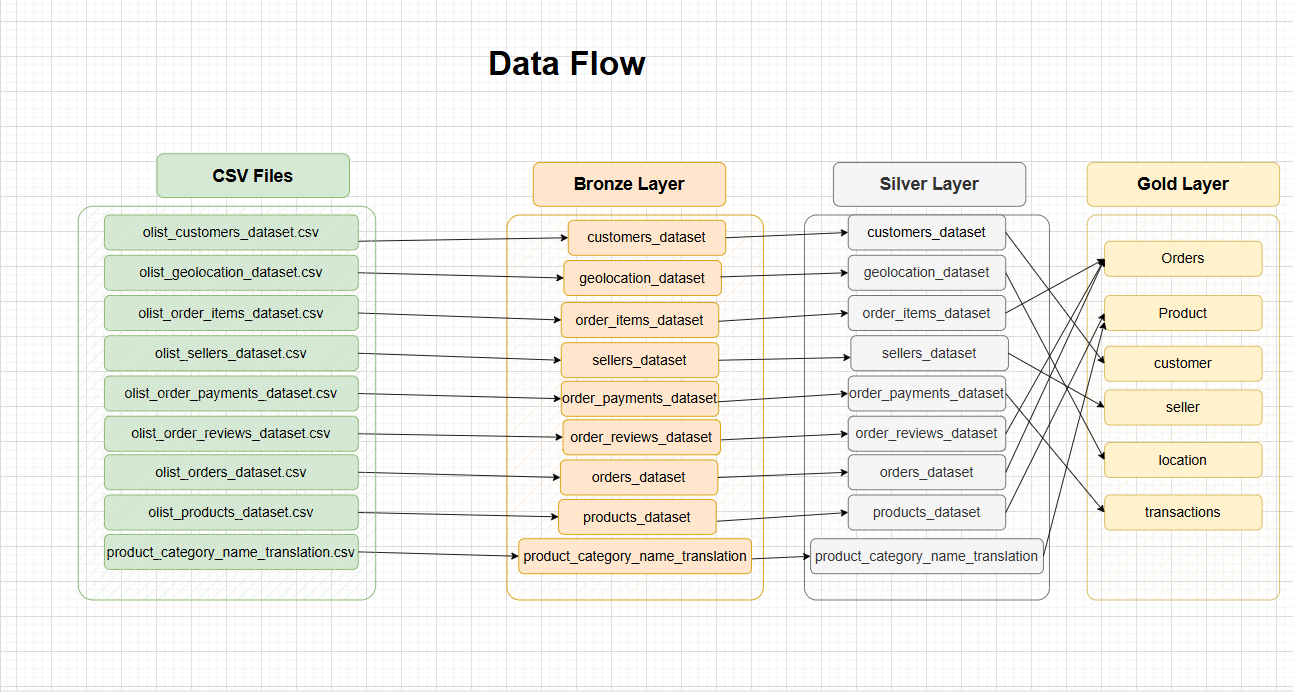 Data Flow
CSV Files
olist_customers_dataset.csv
olist_geolocation_dataset.csv
olist_order_items_dataset.csv
olist_sellers_dataset.csv
olist_order_payments_dataset.csv
olist_order_reviews_dataset.csv
olist_orders_dataset.csv
olist_products_dataset.csv
product_category_name_translation.csv
Bronze Layer
customers_dataset
geolocation_dataset
order_items_dataset
sellers_dataset
order_payments_dataset
order_reviews_dataset
orders_dataset
products_dataset
product_category_name_translation
Silver Layer
customers_dataset
geolocation_dataset
order_items_dataset
sellers_dataset
order_payments_dataset
order_reviews_dataset
orders_dataset
products_dataset
product_category_name_translation
Gold Layer
Orders
Product
customer
seller
location
transactions